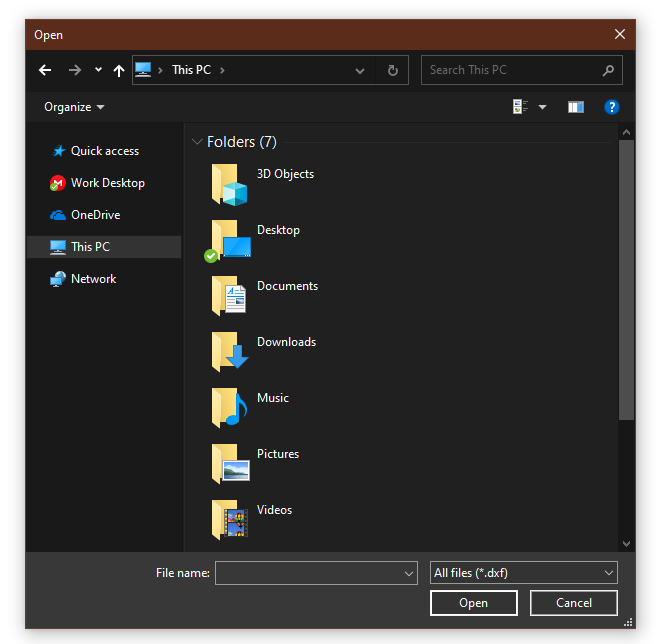 Open
This PC
Search This PC
Organize
Quick access
Work Desktop
OneDrive
This PC
Network
Folders (7)
3D Objects
Desktop
Documents
Downloads
Music
Pictures
Videos
File name:
All files (*.dxf)
Open
Cancel